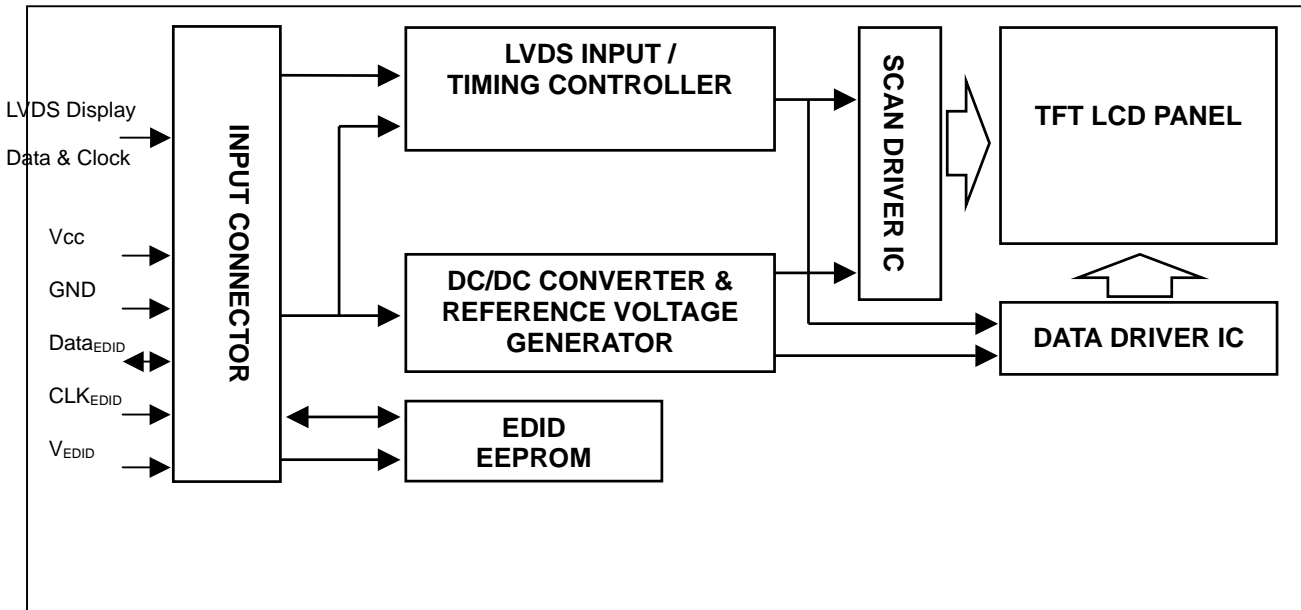 LVDS Display
Data & Clock
Vcc
GND
DataEDID
CLKEDID
VEDID
INPUT CONNECTOR
LVDS INPUT /
TIMING CONTROLLER
DC/DC CONVERTER &
REFERENCE VOLTAGE
GENERATOR
EDID
EEPROM
SCAN DRIVER IC
TFT LCD PANEL
DATA DRIVER IC